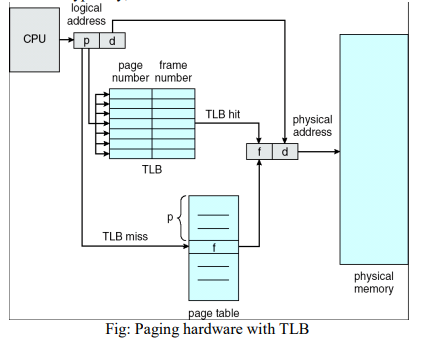 logical
address
CPU
p d
page frame
number number
TLB hit
physical
address
f d
TLB
p
TLB miss
f
physical
memory
page table
Fig: Paging hardware with TLB